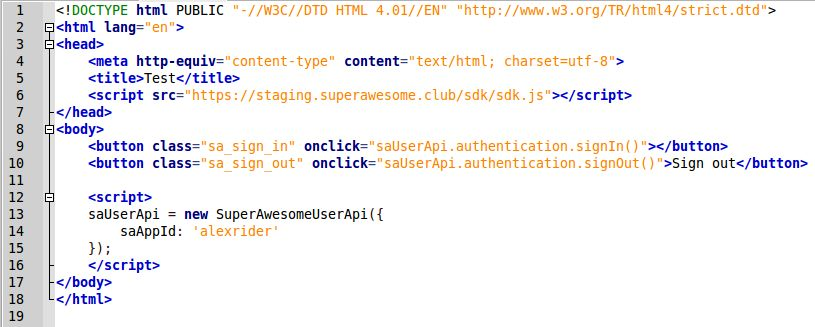 1 <!DOCTYPE html PUBLIC "-//W3C//DTD HTML 4.01//EN" "http://www.w3.org/TR/html4/strict.dtd">
2 <html lang="en">
3 <head>
4     <meta http-equiv="content-type" content="text/html; charset=utf-8">
5     <title>Test</title>
6     <script src="https://staging.superawesome.club/sdk/sdk.js"></script>
7 </head>
8 <body>
9     <button class="sa_sign_in" onclick="saUserApi.authentication.signIn()"></button>
10     <button class="sa_sign_out" onclick="saUserApi.authentication.signOut()">Sign out</button>
11
12     <script>
13     saUserApi = new SuperAwesomeUserApi({
14         saAppId: 'alexrider'
15     });
16     </script>
17 </body>
18 </html>
19